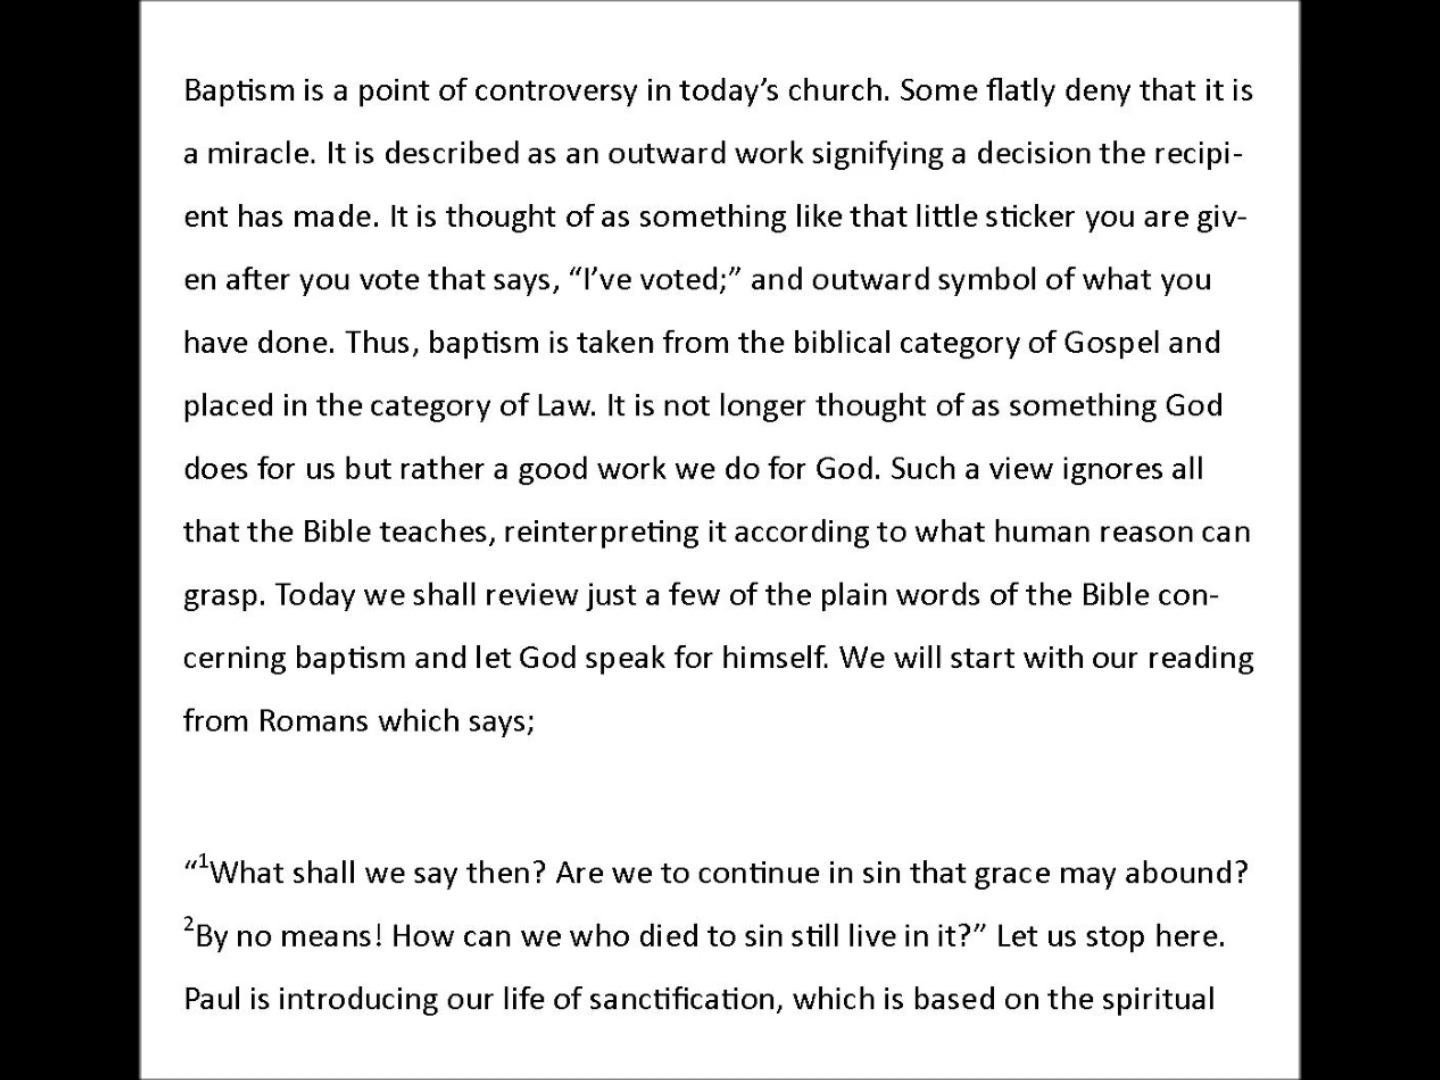 Baptism is a point of controversy in today’s church. Some flatly deny that it is
a miracle. It is described as an outward work signifying a decision the recipi-
ent has made. It is thought of as something like that little sticker you are giv-
en after you vote that says, “I’ve voted;” and outward symbol of what you
have done. Thus, baptism is taken from the biblical category of Gospel and
placed in the category of Law. It is not longer thought of as something God
does for us but rather a good work we do for God. Such a view ignores all
that the Bible teaches, reinterpreting it according to what human reason can
grasp. Today we shall review just a few of the plain words of the Bible con-
cerning baptism and let God speak for himself. We will start with our reading
from Romans which says;
“¹What shall we say then? Are we to continue in sin that grace may abound?
²By no means! How can we who died to sin still live in it?” Let us stop here.
Paul is introducing our life of sanctification, which is based on the spiritual